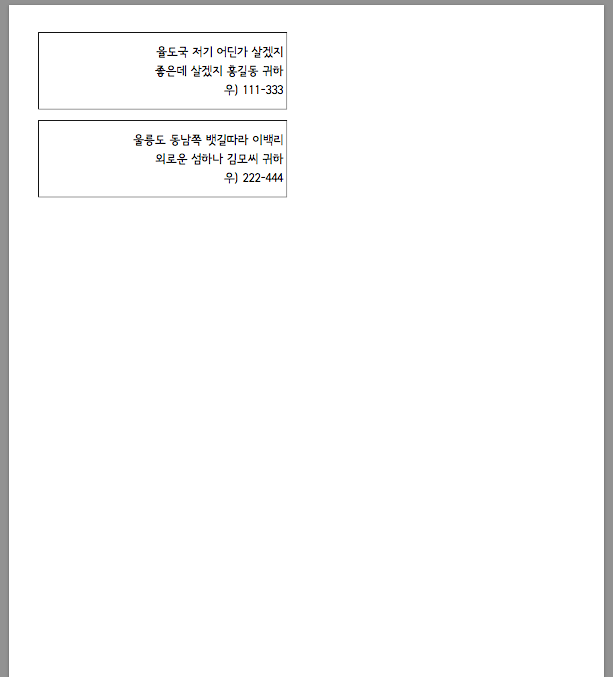 율도국 저기 어딘가 살겠지
좋은데 살겠지 홍길동 귀하
우) 111-333
울릉도 동남쪽 뱃길따라 이백리
외로운 섬하나 김모씨 귀하
우) 222-444